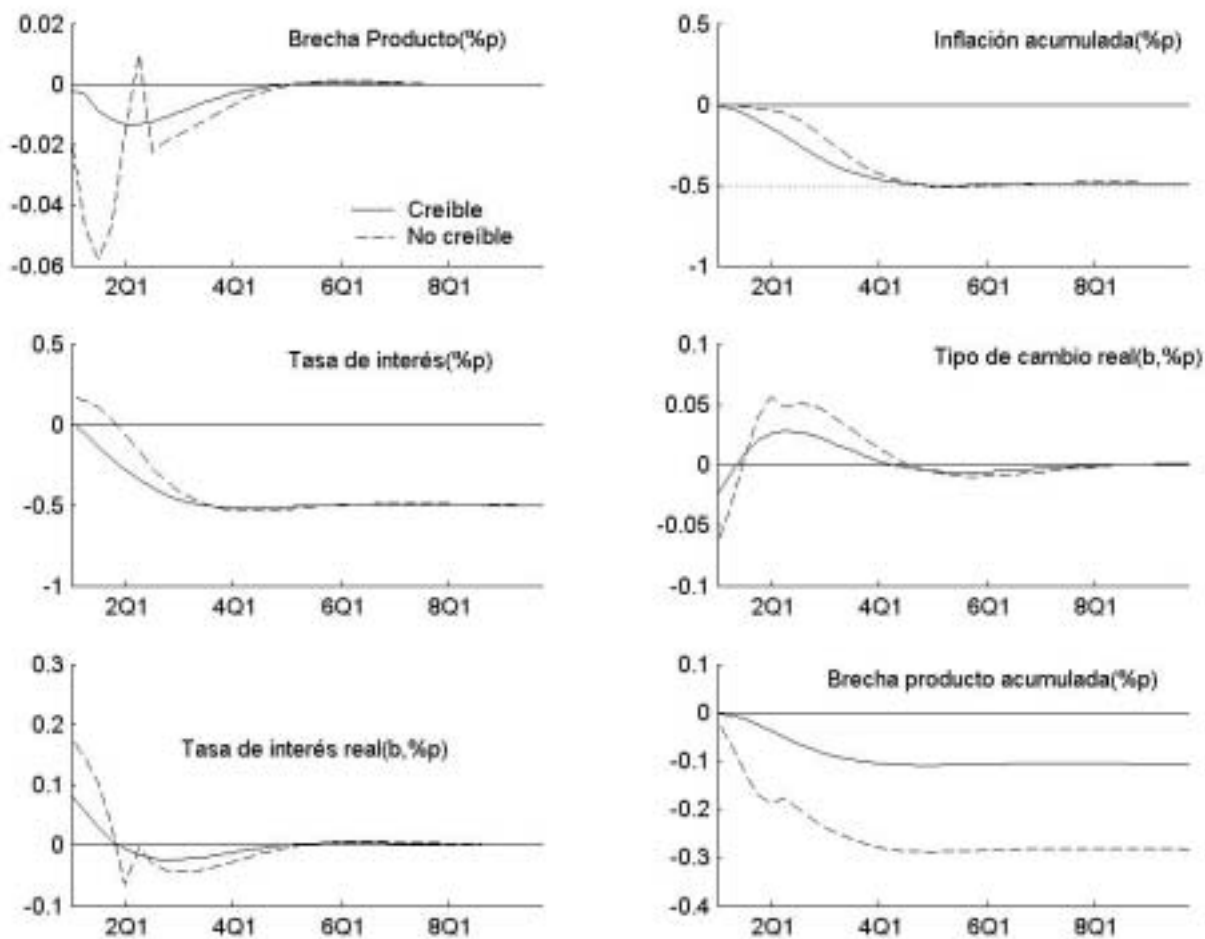 Brecha Producto(%p)
0.02
0
-0.02
-0.04
-0.06
2Q1 4Q1 6Q1 8Q1
Creíble
No creíble
Inflación acumulada(%p)
-0.5
0
-0.5
-1
2Q1 4Q1 6Q1 8Q1
Tasa de interés(%p)
0.5
0
-0.5
-1
2Q1 4Q1 6Q1 8Q1
Tipo de cambio real(b,%p)
0.1
0.05
0
-0.05
-0.1
2Q1 4Q1 6Q1 8Q1
Tasa de interés real(b,%p)
0.3
0.2
0.1
0
-0.1
2Q1 4Q1 6Q1 8Q1
Brecha producto acumulada(%p)
0.1
0
-0.1
-0.2
-0.3
-0.4
2Q1 4Q1 6Q1 8Q1